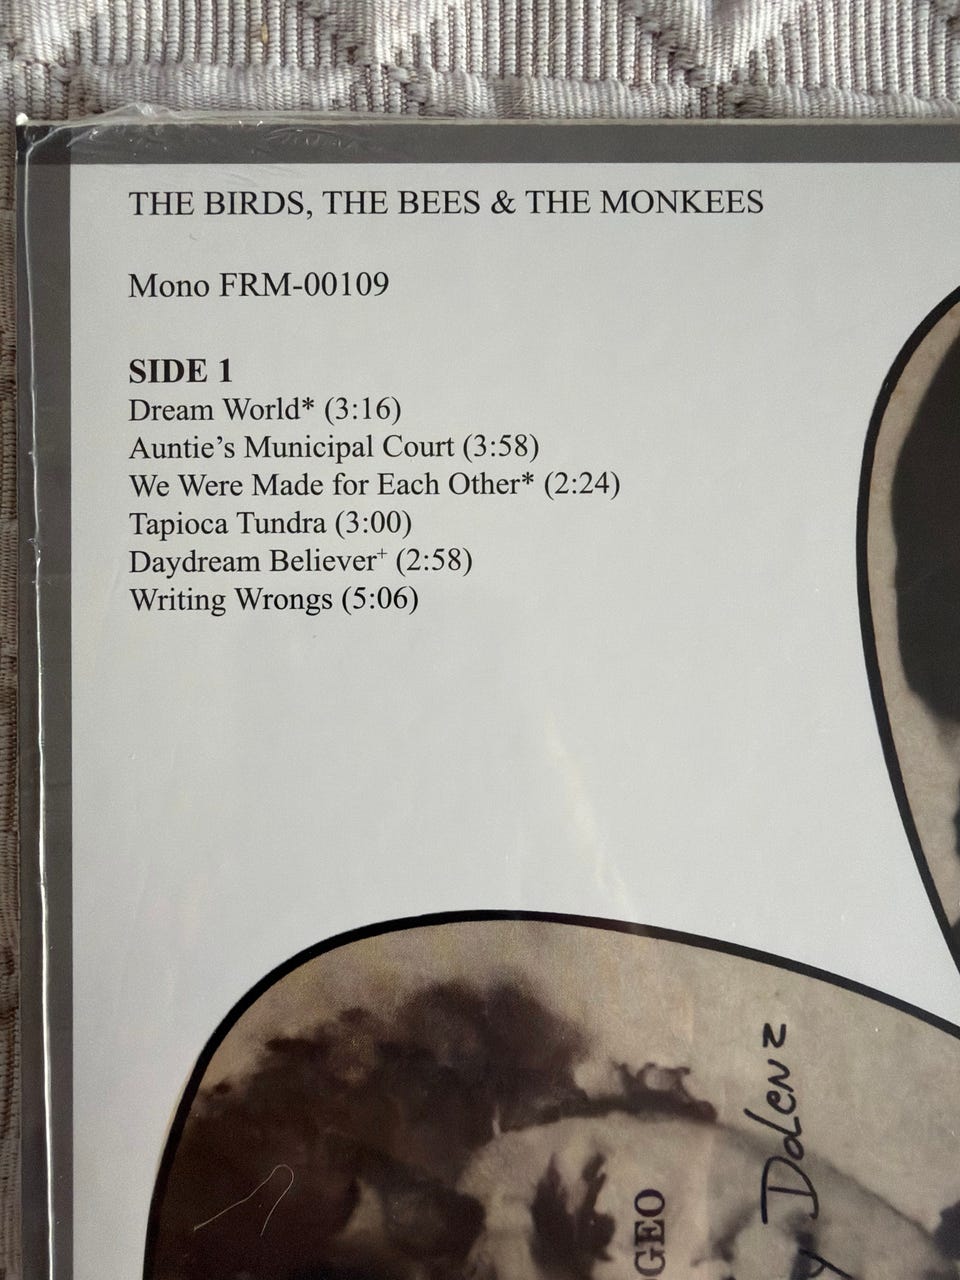 THE BIRDS, THE BEES & THE MONKEES
Mono FRM-00109
SIDE 1
Dream World* (3:16)
Auntie’s Municipal Court (3:58)
We Were Made for Each Other* (2:24)
Tapioca Tundra (3:00)
Daydream Believer⁺ (2:58)
Writing Wrongs (5:06)
Dolenz
GEO